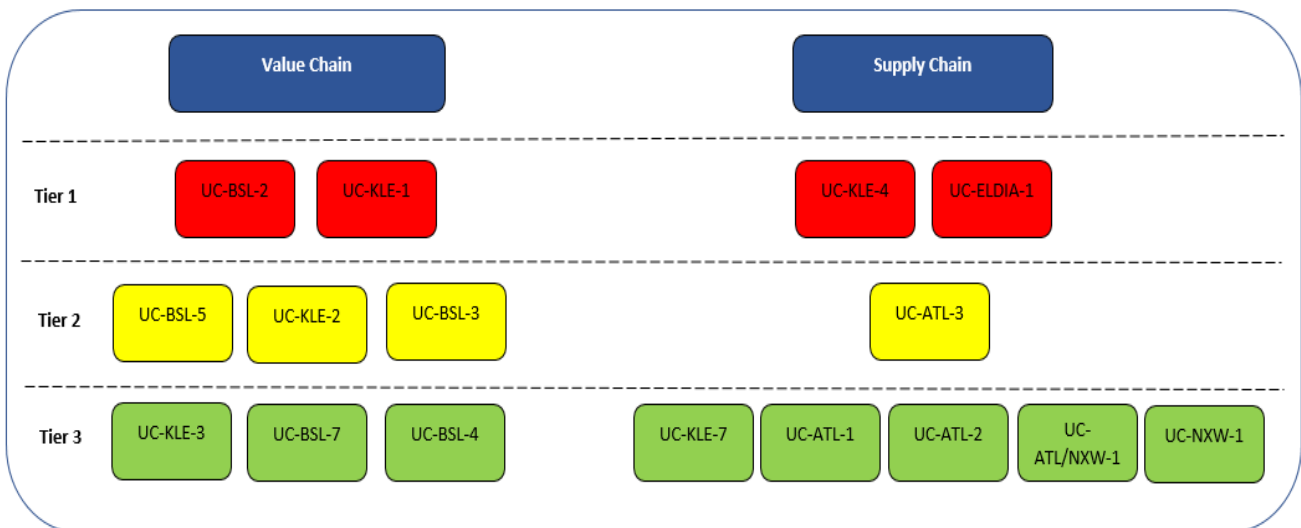 Value Chain
Supply Chain
Tier 1
UC-BSL-2
UC-KLE-1
UC-KLE-4
UC-ELDIA-1
Tier 2
UC-BSL-5
UC-KLE-2
UC-BSL-3
UC-ATL-3
Tier 3
UC-KLE-3
UC-BSL-7
UC-BSL-4
UC-KLE-7
UC-ATL-1
UC-ATL-2
UC-
ATL/NXW-1
UC-NXW-1